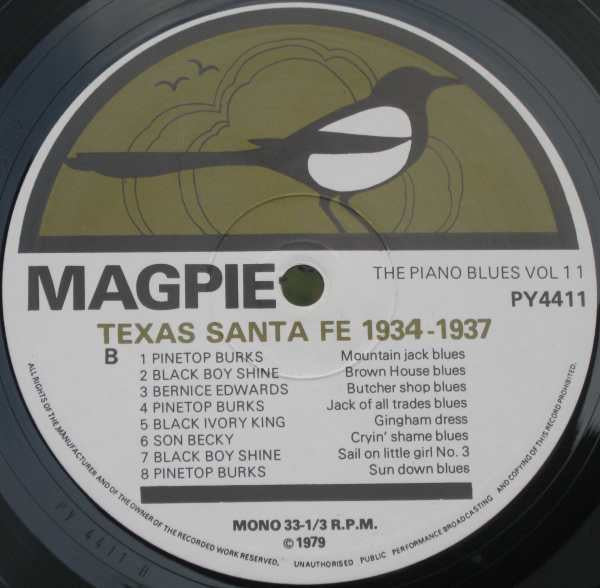 MAGPIE
THE PIANO BLUES VOL 11
PY4411
TEXAS SANTA FE 1934-1937
B
1 PINETOP BURKS Mountain jack blues
2 BLACK BOY SHINE Brown House blues
3 BERNICE EDWARDS Butcher shop blues
4 PINETOP BURKS Jack of all trades blues
5 BLACK IVORY KING Gingham dress
6 SON BECKY Cryin' shame blues
7 BLACK BOY SHINE Sail on little girl No. 3
8 PINETOP BURKS Sun down blues
MONO 33-1/3 R.P.M.
© 1979
ALL RIGHTS OF THE MANUFACTURER AND OF THE OWNER OF THE RECORDED WORK RESERVED, UNAUTHORISED PUBLIC PERFORMANCE BROADCASTING AND COPYING OF THIS RECORD PROHIBITED.
PY 4411 B